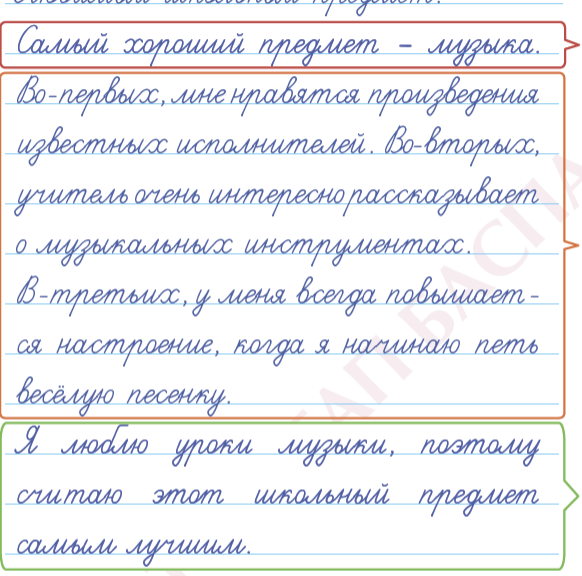 Самый хороший предмет – музыка.
Во-первых, мне нравятся произведения
известных исполнителей. Во-вторых,
учитель очень интересно рассказывает
о музыкальных инструментах.
В-третьих, у меня всегда повышает-
ся настроение, когда я начинаю петь
весёлую песенку.
Я люблю уроки музыки, поэтому
считаю этот школьный предмет
самым лучшим.